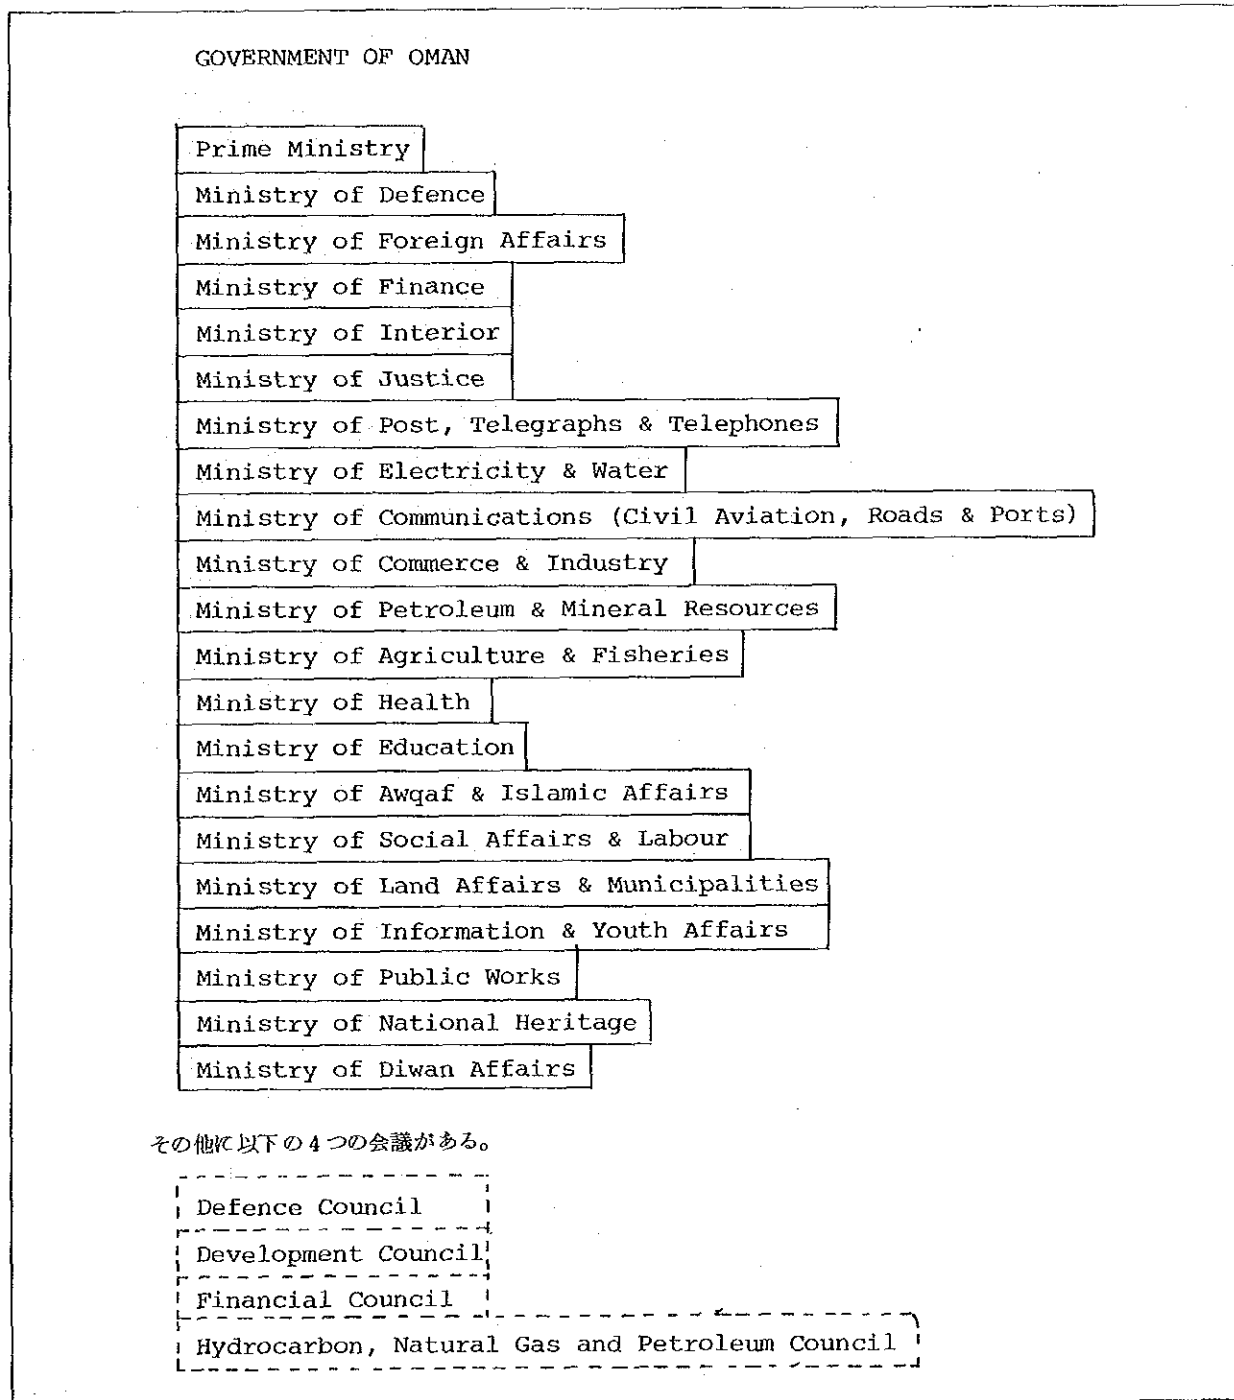 GOVERNMENT OF OMAN
Prime Ministry
Ministry of Defence
Ministry of Foreign Affairs
Ministry of Finance
Ministry of Interior
Ministry of Justice
Ministry of Post, Telegraphs & Telephones
Ministry of Electricity & Water
Ministry of Communications (Civil Aviation, Roads & Ports)
Ministry of Commerce & Industry
Ministry of Petroleum & Mineral Resources
Ministry of Agriculture & Fisheries
Ministry of Health
Ministry of Education
Ministry of Awqaf & Islamic Affairs
Ministry of Social Affairs & Labour
Ministry of Land Affairs & Municipalities
Ministry of Information & Youth Affairs
Ministry of Public Works
Ministry of National Heritage
Ministry of Diwan Affairs
その他に以下の4つの会議がある。
Defence Council
Development Council
Financial Council
Hydrocarbon, Natural Gas and Petroleum Council